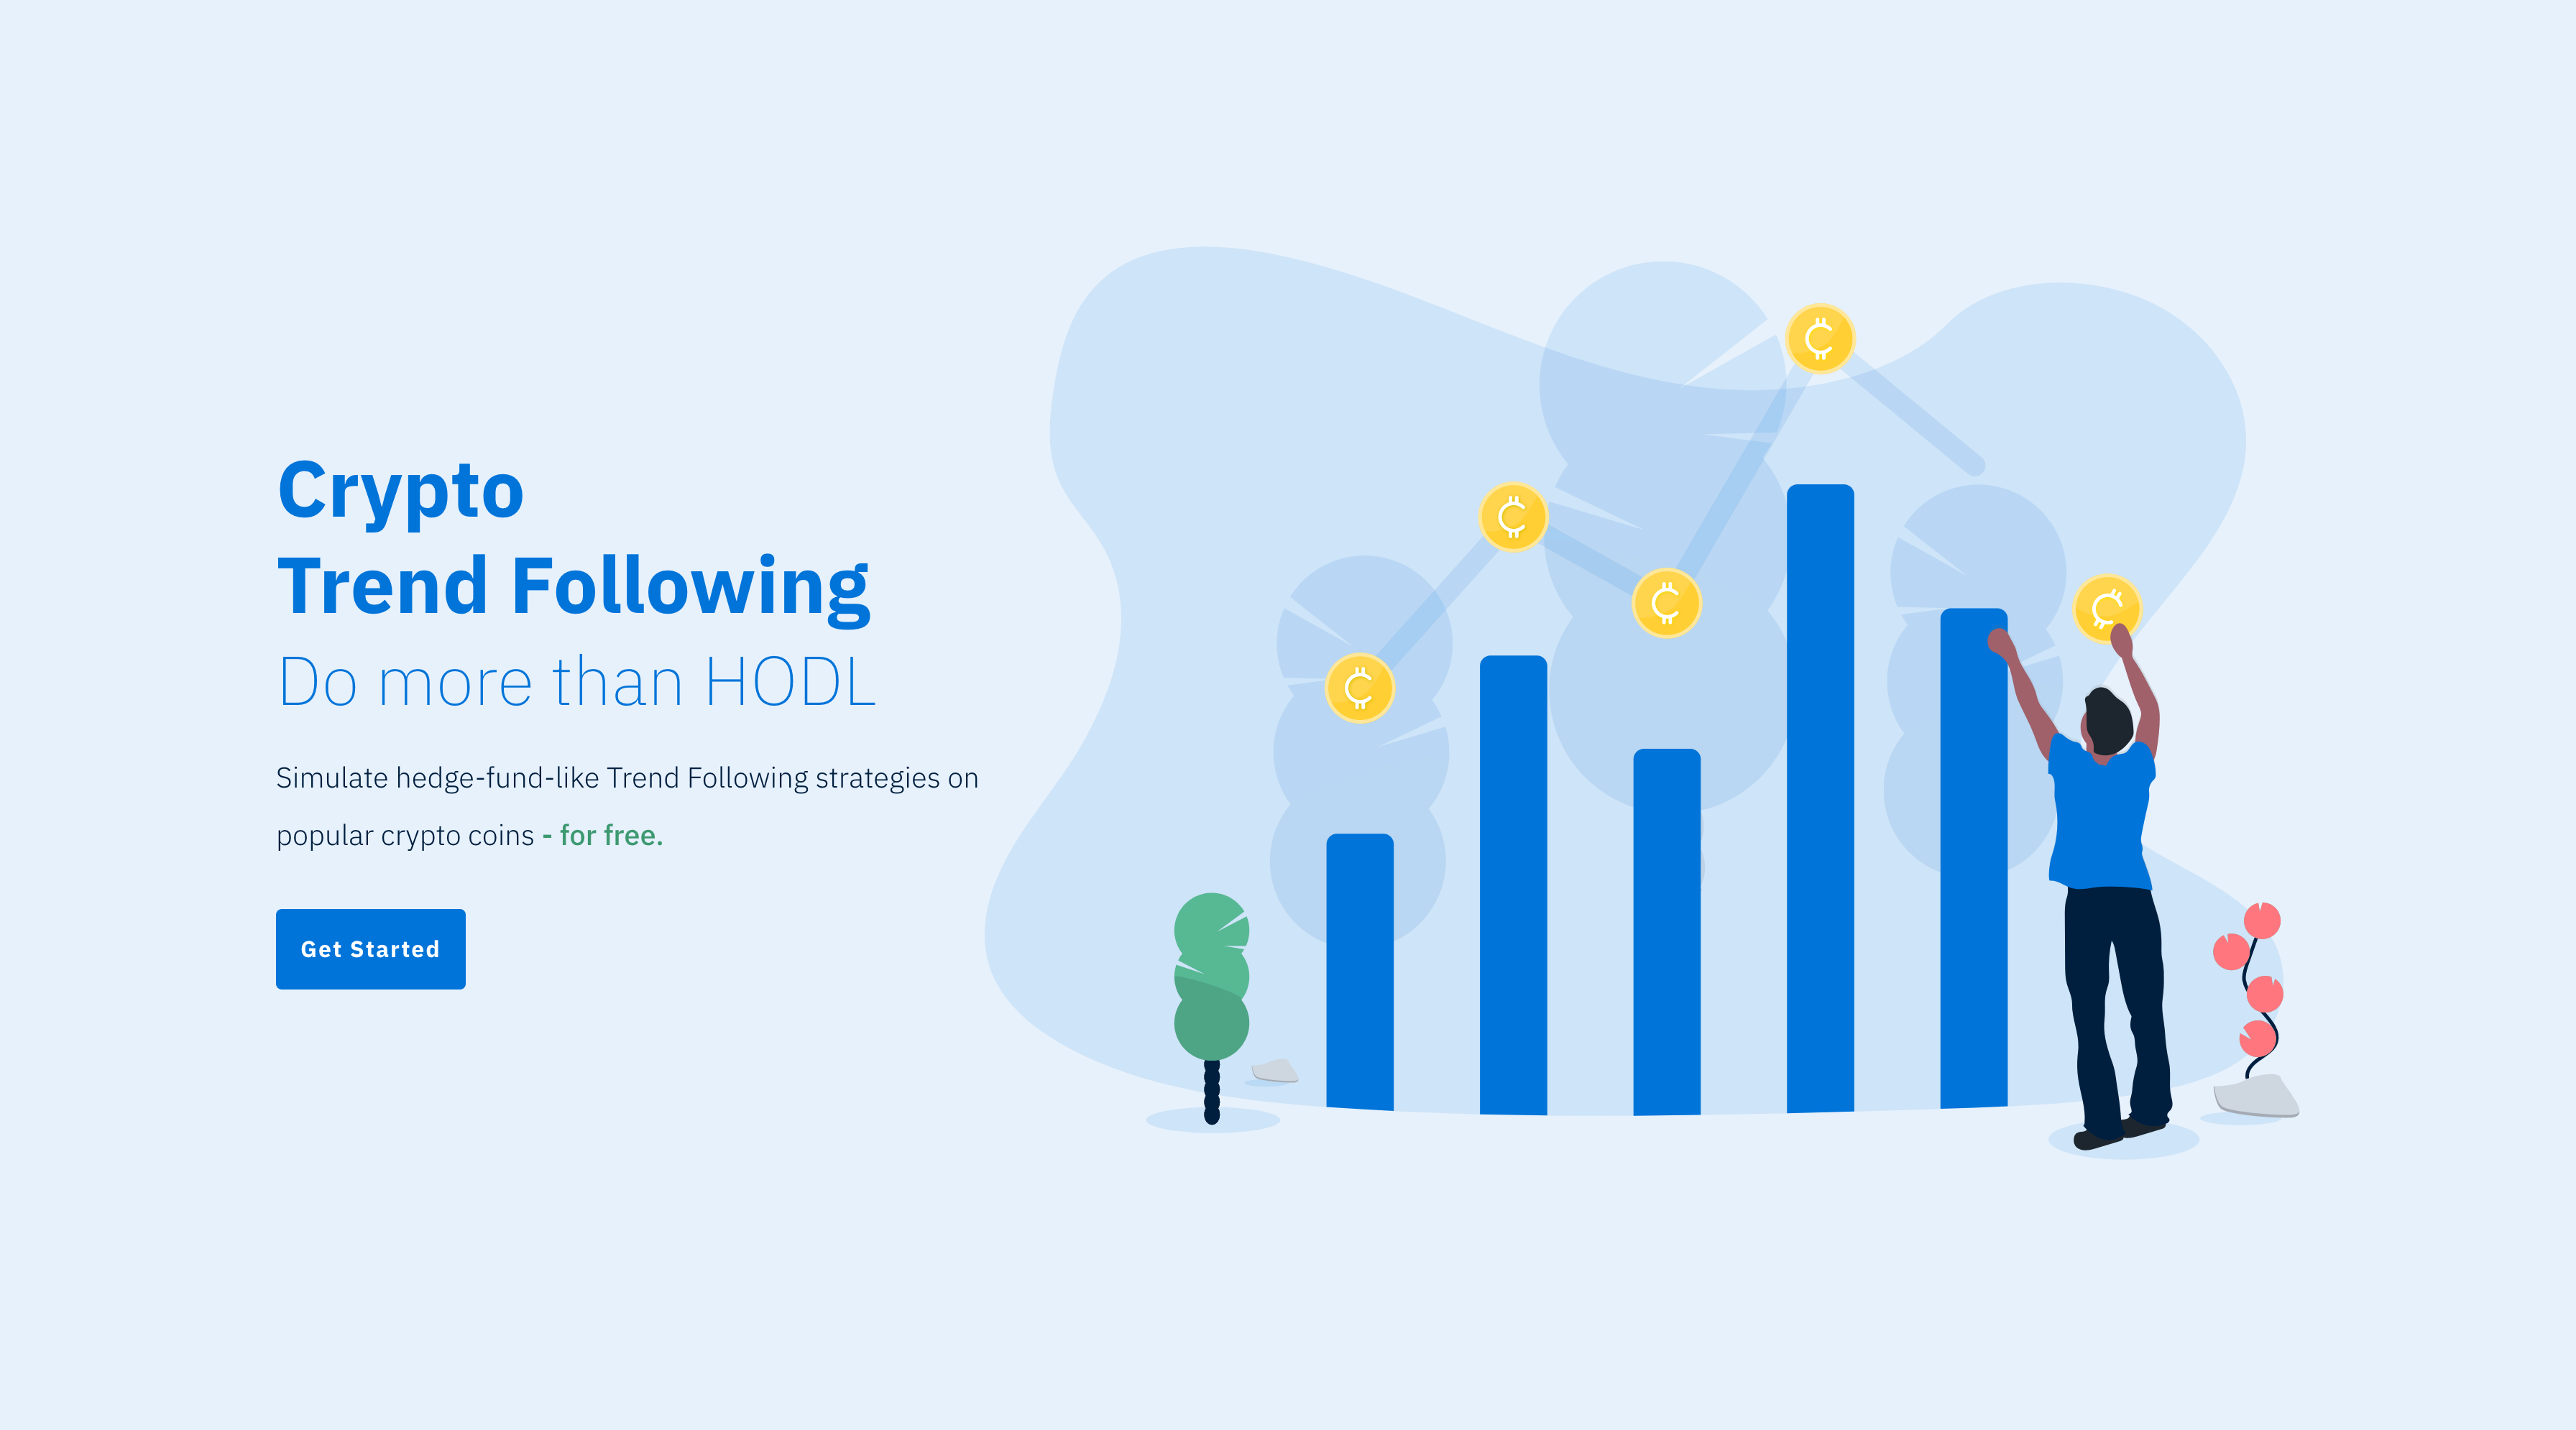 Crypto
Trend Following
Do more than HODL
Simulate hedge-fund-like Trend Following strategies on
popular crypto coins - for free.
Get Started